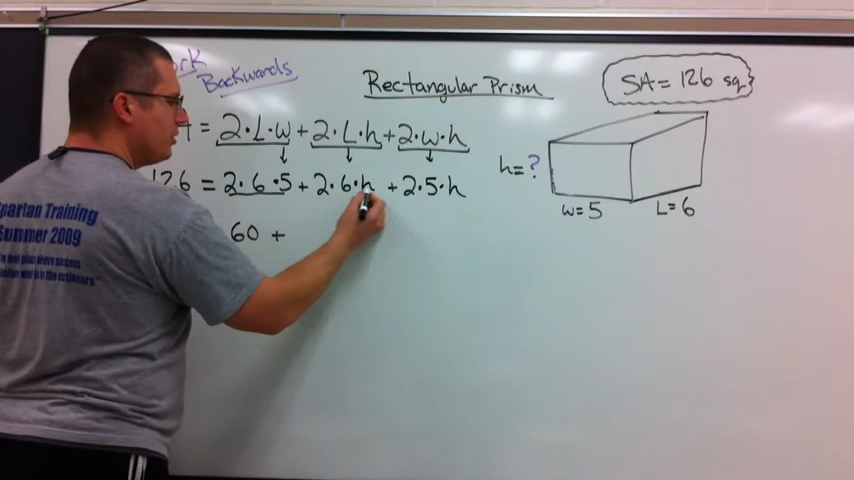 Backwards
Rectangular Prism
SA = 126 sq.
= 2·L·w + 2·L·h + 2·w·h
126 = 2·6·5 + 2·6·h + 2·5·h
60 +
h = ?
w = 5
L = 6
Spartan Training
Summer 2009